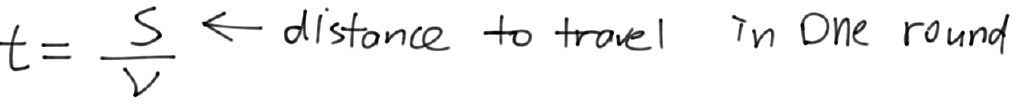 t = S/V ← distance to travel in One round